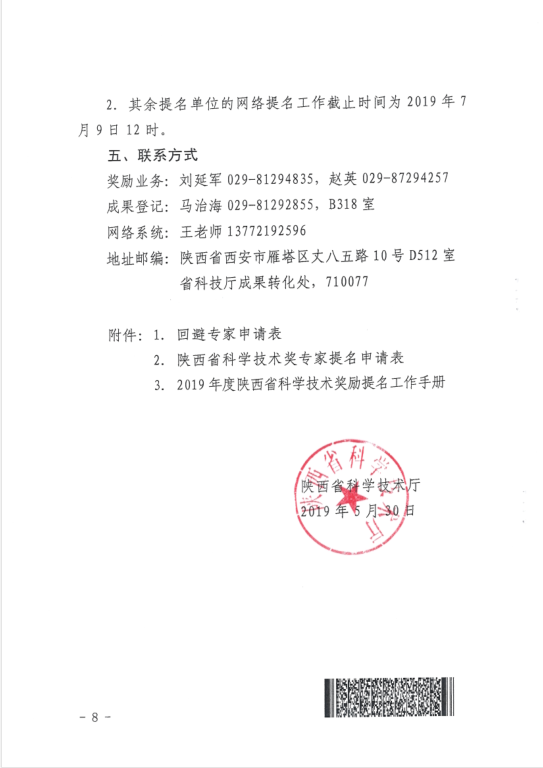 2. 其余提名单位的网络提名工作截止时间为 2019 年 7
月 9 日 12 时。
五、联系方式
奖励业务：刘延军 029-81294835，赵英 029-87294257
成果登记：马治海 029-81292855，B318 室
网络系统：王老师 13772192596
地址邮编：陕西省西安市雁塔区丈八五路 10 号 D512 室
省科技厅成果转化处，710077
附件：1. 回避专家申请表
2. 陕西省科学技术奖专家提名申请表
3. 2019 年度陕西省科学技术奖励提名工作手册
陕西省科学技术厅
陕西省科学技术厅
2019 年 5 月 30 日
- 8 -